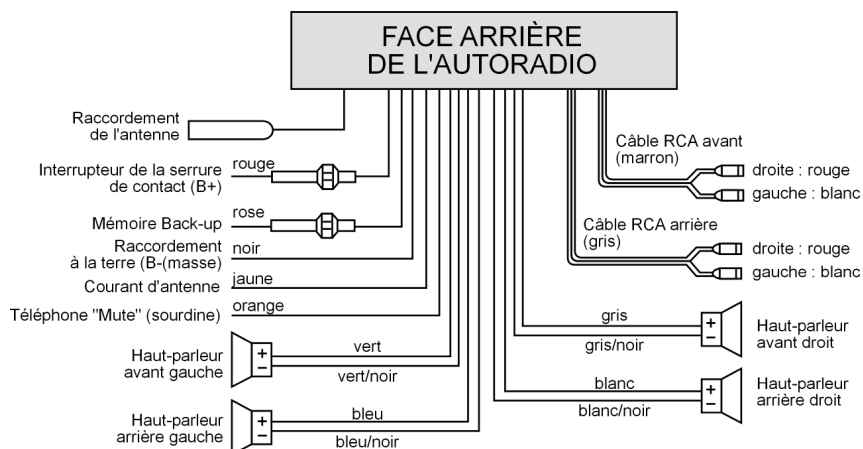 FACE ARRIÈRE
DE L'AUTORADIO
Raccordement
de l'antenne
Interrupteur de la serrure
de contact (B+)
rouge
Mémoire Back-up
rose
Raccordement
à la terre (B-(masse)
noir
Courant d'antenne
jaune
Téléphone "Mute" (sourdine)
orange
Haut-parleur
avant gauche
+
−
vert
vert/noir
Haut-parleur
arrière gauche
+
−
bleu
bleu/noir
Câble RCA avant
(marron)
droite : rouge
gauche : blanc
Câble RCA arrière
(gris)
droite : rouge
gauche : blanc
gris
gris/noir
+
−
Haut-parleur
avant droit
blanc
blanc/noir
+
−
Haut-parleur
arrière droit